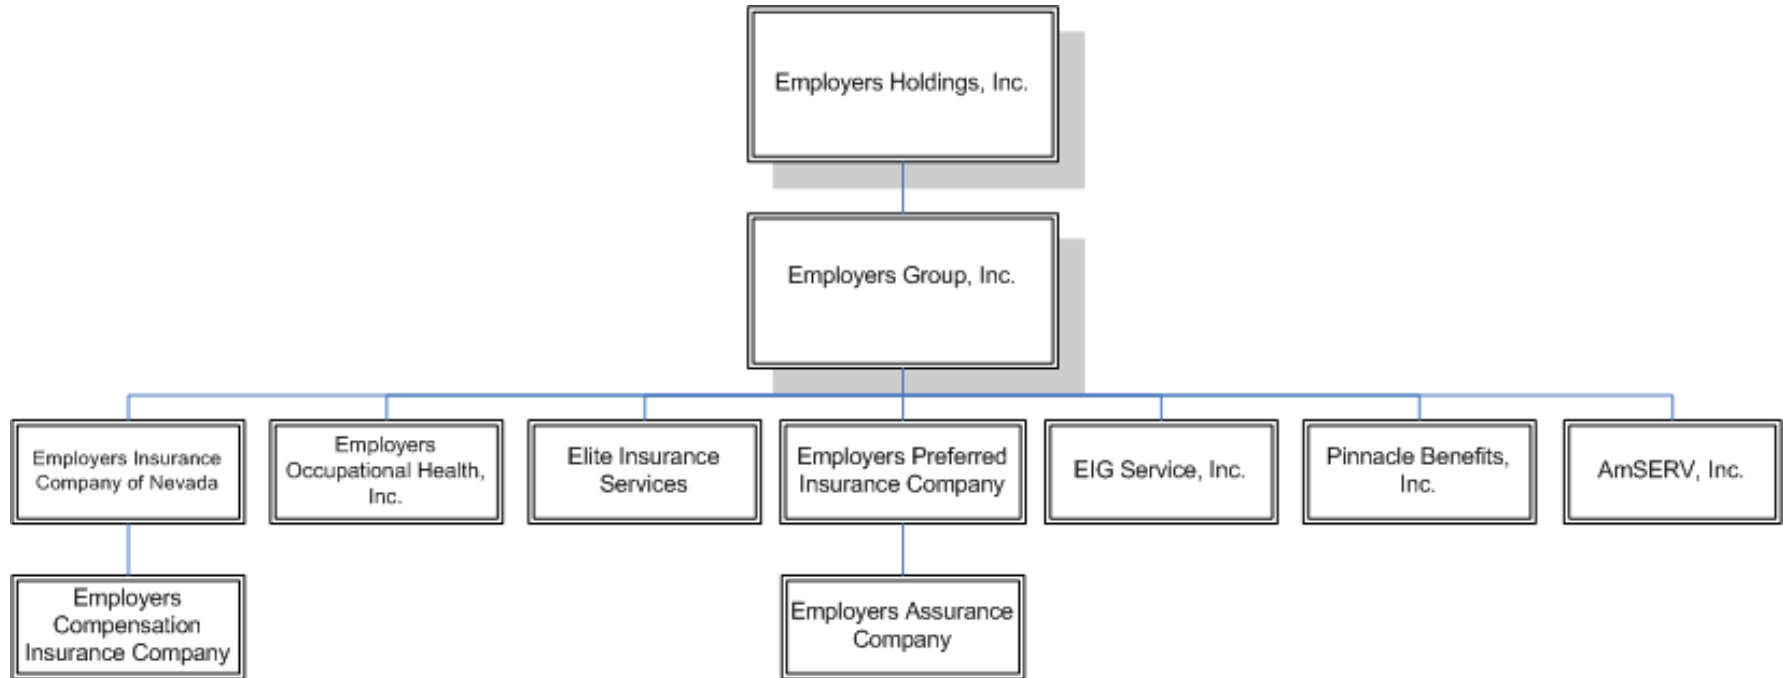 Employers Holdings, Inc.
Employers Group, Inc.
Employers Insurance
Company of Nevada
Employers
Occupational Health,
Inc.
Elite Insurance
Services
Employers Preferred
Insurance Company
EIG Service, Inc.
Pinnacle Benefits,
Inc.
AmSERV, Inc.
Employers
Compensation
Insurance Company
Employers Assurance
Company